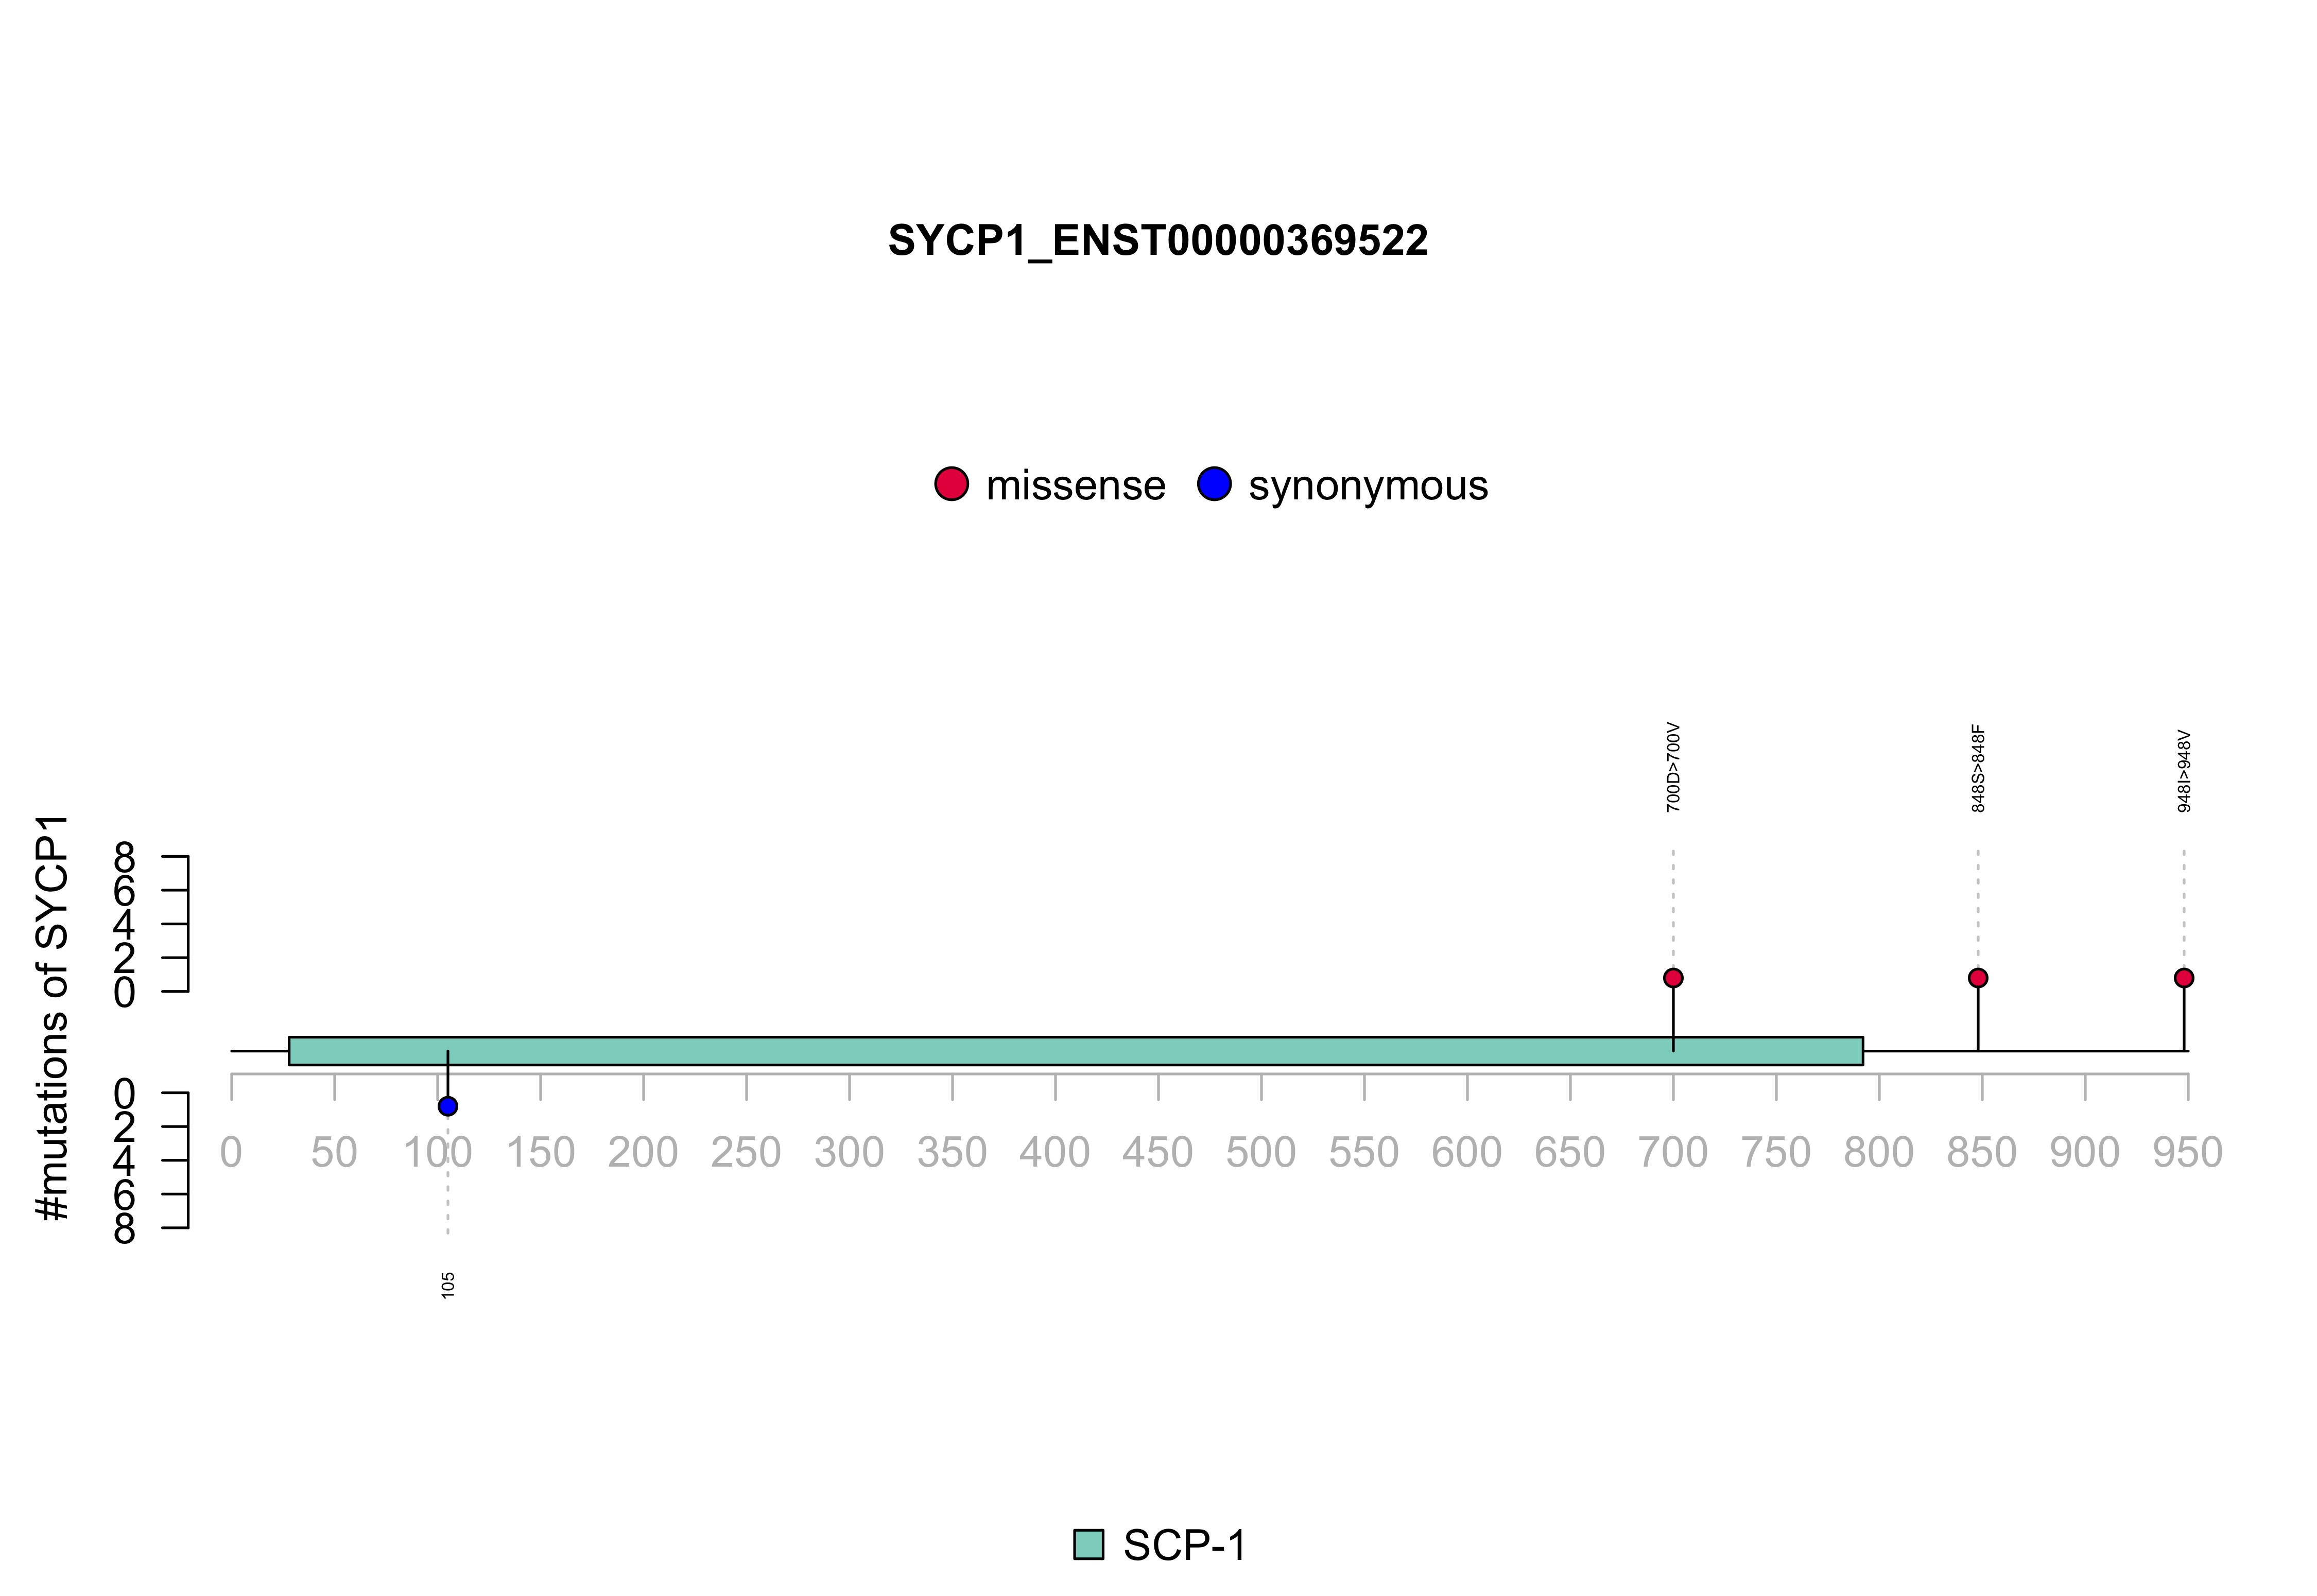 SYCP1_ENST00000369522
missense
synonymous
700D>700V
848S>848F
948I>948V
#mutations of SYCP1
8
6
4
2
0
0
2
4
6
8
0 50 100 150 200 250 300 350 400 450 500 550 600 650 700 750 800 850 900 950
105
SCP-1